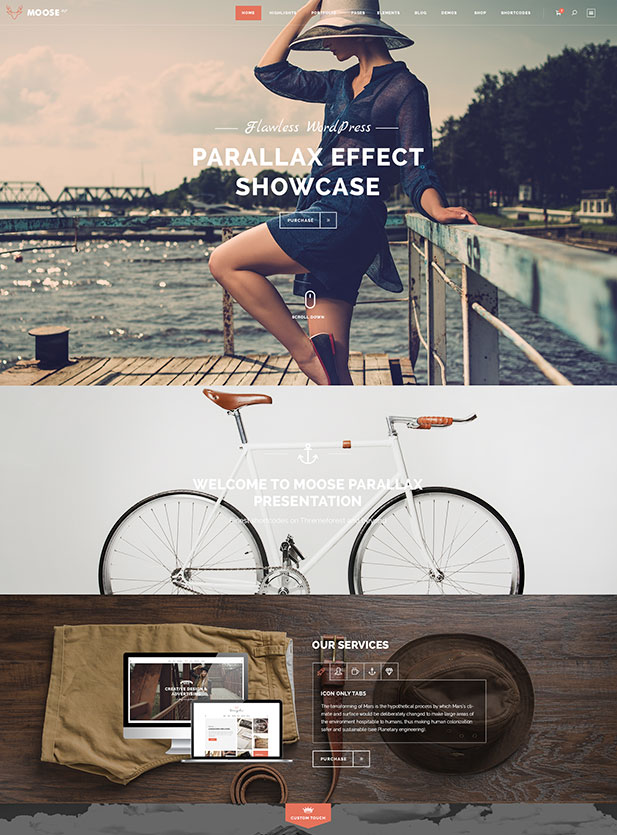 MOOSE
HOME HIGHLIGHTS PORTFOLIO PAGES ELEMENTS BLOG DEMOS SHOP SHORTCODES
Flawless WordPress
PARALLAX EFFECT
SHOWCASE
PURCHASE
SCROLL DOWN
WELCOME TO MOOSE PARALLAX
PRESENTATION
shortcodes on Themeforest
OUR SERVICES
ICON ONLY TABS
The terraforming of Mars is the hypothetical process by which Mars's cli-
mate and surface would be deliberately changed to make large areas of
the environment hospitable to humans, thus making human colonization
safer and sustainable (see Planetary engineering).
CREATIVE DESIGN &
ADVERTISING
PURCHASE
CUSTOM TOUCH